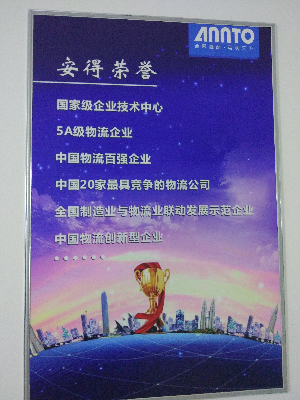 ANNTO
安得荣誉
国家级企业技术中心
5A级物流企业
中国物流百强企业
中国20家最具竞争的物流公司
全国制造业与物流业联动发展示范企业
中国物流创新型企业
······